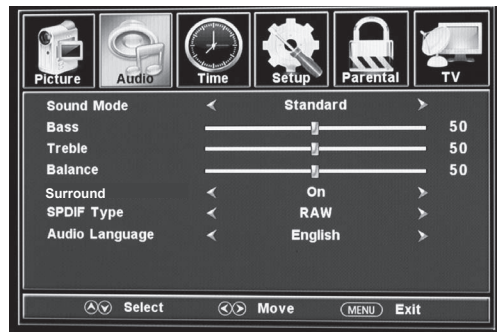 Picture Audio Time Setup Parental TV
Sound Mode Standard
Bass 50
Treble 50
Balance 50
Surround On
SPDIF Type RAW
Audio Language English
Select Move MENU Exit